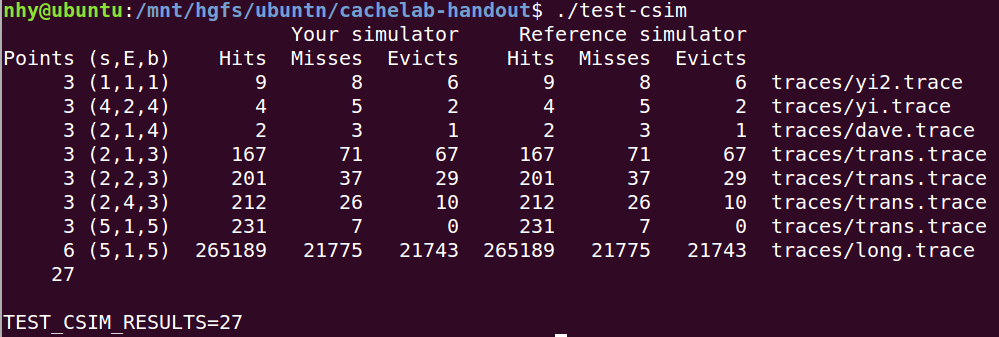 nhy@ubuntu:/mnt/hgfs/ubuntn/cachelab-handout$ ./test-csim
                        Your simulator     Reference simulator
Points (s,E,b)    Hits  Misses  Evicts    Hits  Misses  Evicts
     3 (1,1,1)       9       8       6       9       8       6  traces/yi2.trace
     3 (4,2,4)       4       5       2       4       5       2  traces/yi.trace
     3 (2,1,4)       2       3       1       2       3       1  traces/dave.trace
     3 (2,1,3)     167      71      67     167      71      67  traces/trans.trace
     3 (2,2,3)     201      37      29     201      37      29  traces/trans.trace
     3 (2,4,3)     212      26      10     212      26      10  traces/trans.trace
     3 (5,1,5)     231       7       0     231       7       0  traces/trans.trace
     6 (5,1,5)  265189   21775   21743  265189   21775   21743  traces/long.trace
    27
TEST_CSIM_RESULTS=27